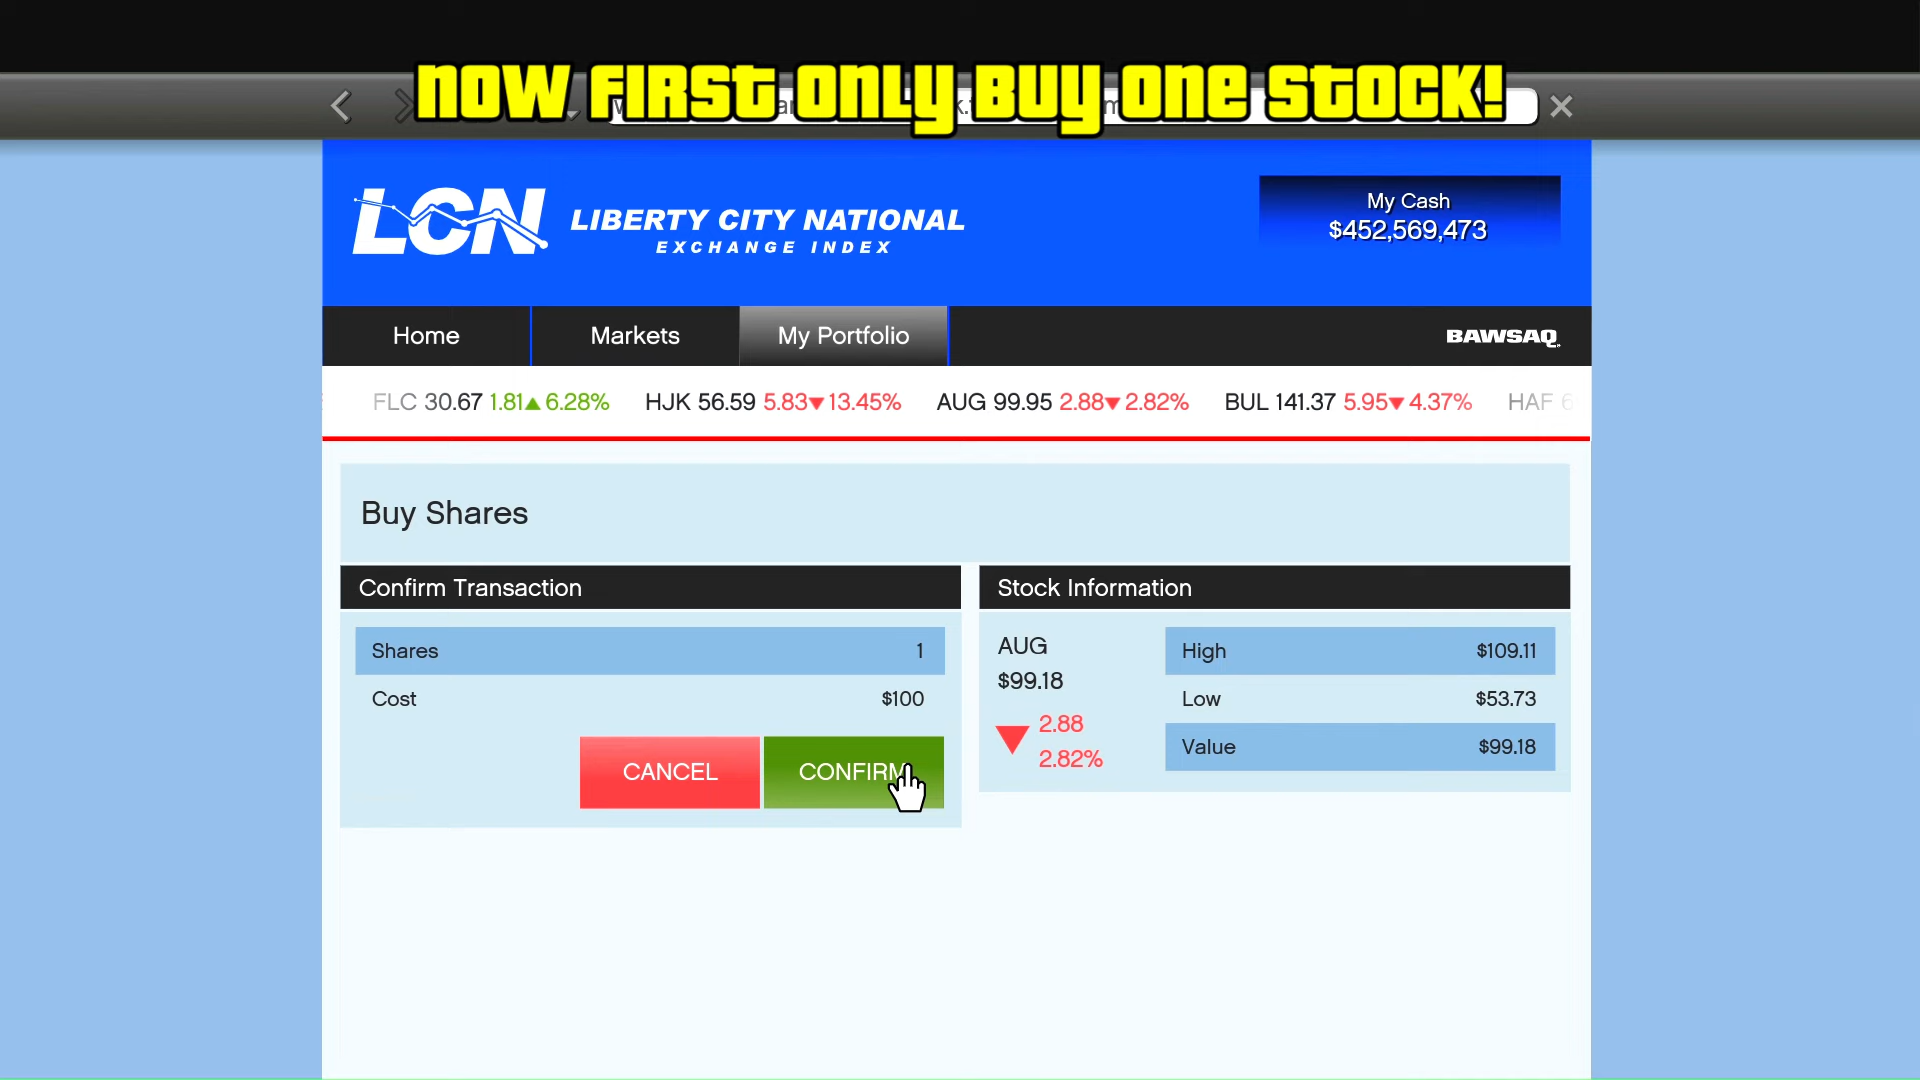 NOW FIRST ONLY BUY ONE STOCK!
LCN LIBERTY CITY NATIONAL
EXCHANGE INDEX
My Cash
$452,569,473
Home Markets My Portfolio BAWSAQ
FLC 30.67 1.81▲6.28% HJK 56.59 5.83▼13.45% AUG 99.95 2.88▼2.82% BUL 141.37 5.95▼4.37% HAF
Buy Shares
Confirm Transaction
Shares 1
Cost $100
CANCEL CONFIRM
Stock Information
AUG
$99.18
2.88
2.82%
High $109.11
Low $53.73
Value $99.18